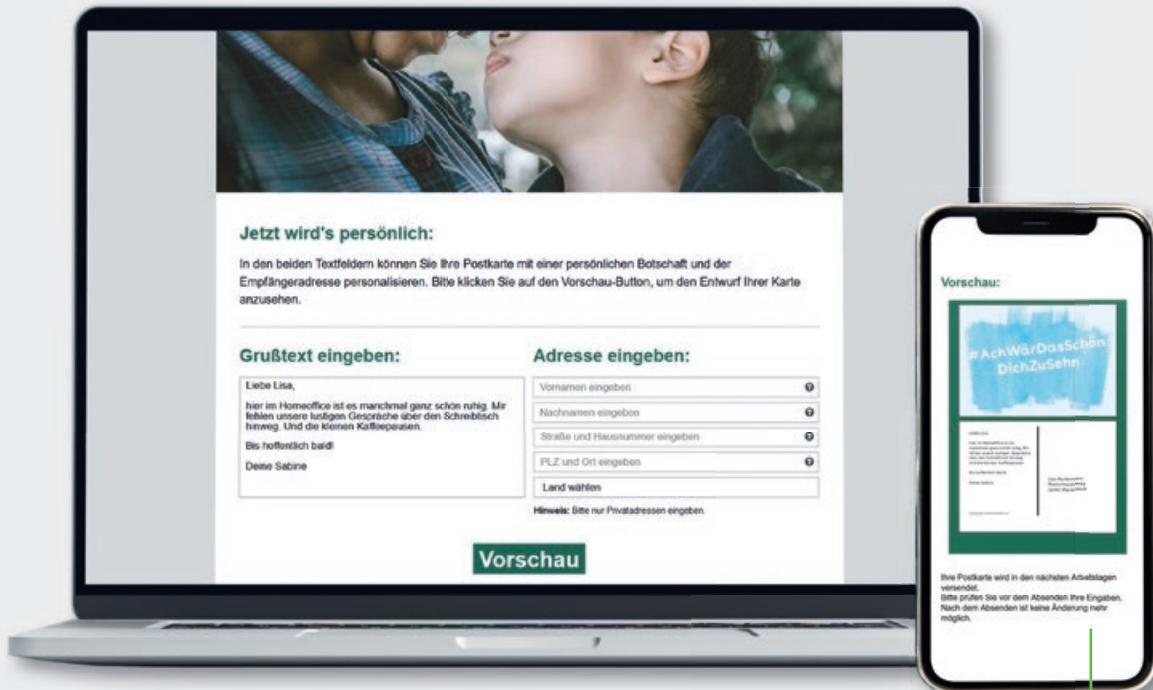 Jetzt wird's persönlich:
In den beiden Textfeldern können Sie Ihre Postkarte mit einer persönlichen Botschaft und der
Empfängeradresse personalisieren. Bitte klicken Sie auf den Vorschau-Button, um den Entwurf Ihrer Karte
anzusehen.
Grußtext eingeben:
Liebe Lisa,
hier im Homeoffice ist es manchmal ganz schön ruhig. Mir
fehlen unsere lustigen Gespräche über den Schreibtisch
hinweg. Und die kleinen Kaffeepausen.
Bis hoffentlich bald!
Deine Sabine
Adresse eingeben:
Vornamen eingeben
Nachnamen eingeben
Straße und Hausnummer eingeben
PLZ und Ort eingeben
Land wählen
Hinweis: Bitte nur Privatadressen eingeben.
Vorschau
Vorschau:
#AchWärDasSchön
DichZuSehn
Ihre Postkarte wird in den nächsten Arbeitstagen
versendet.
Bitte prüfen Sie vor dem Absenden Ihre Eingaben.
Nach dem Absenden ist keine Änderung mehr
möglich.